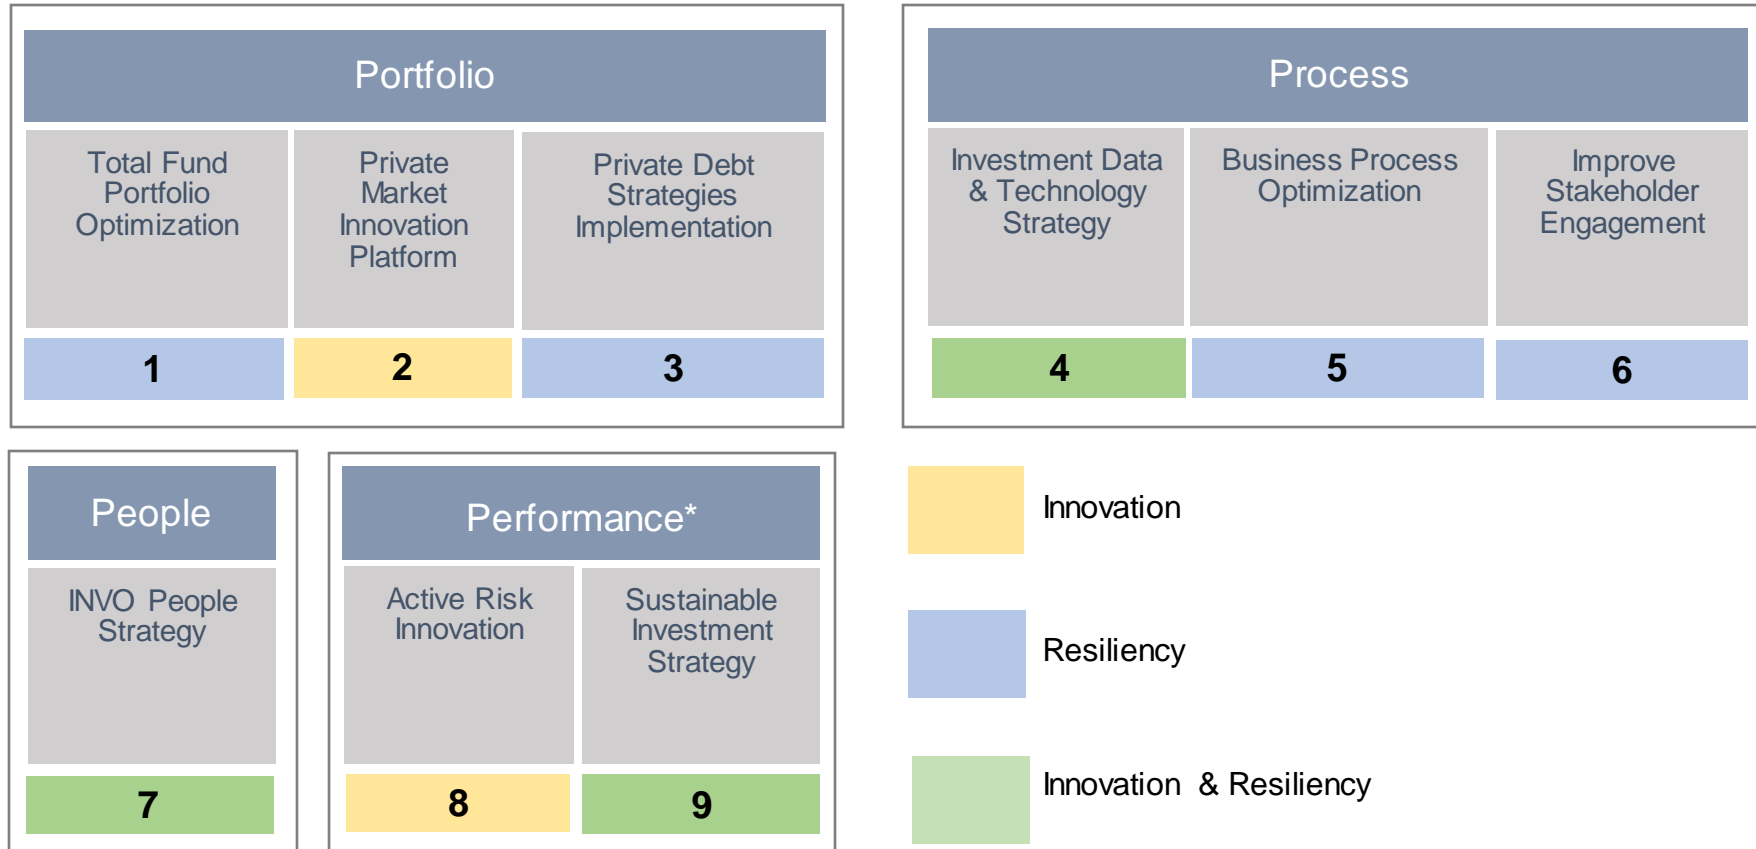 Portfolio
Total Fund
Portfolio
Optimization
Private
Market
Innovation
Platform
Private Debt
Strategies
Implementation
1
2
3
Process
Investment Data
& Technology
Strategy
Business Process
Optimization
Improve
Stakeholder
Engagement
4
5
6
People
INVO People
Strategy
7
Performance*
Active Risk
Innovation
Sustainable
Investment
Strategy
8
9
Innovation
Resiliency
Innovation & Resiliency